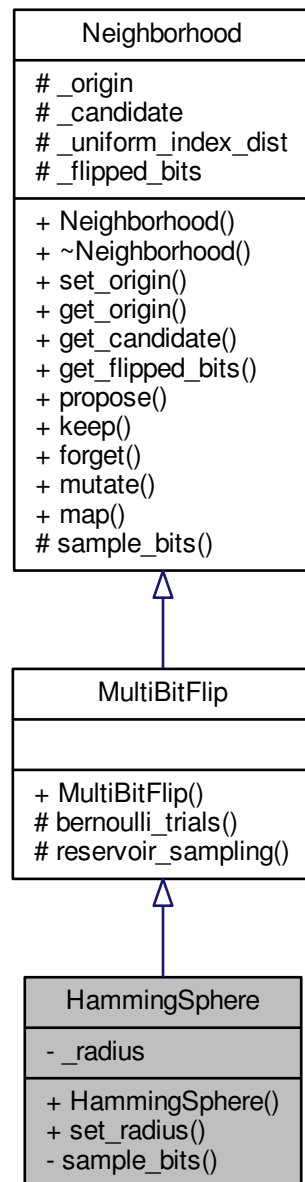 Neighborhood
# _origin
# _candidate
# _uniform_index_dist
# _flipped_bits
+ Neighborhood()
+ ~Neighborhood()
+ set_origin()
+ get_origin()
+ get_candidate()
+ get_flipped_bits()
+ propose()
+ keep()
+ forget()
+ mutate()
+ map()
# sample_bits()
MultiBitFlip
+ MultiBitFlip()
# bernoulli_trials()
# reservoir_sampling()
HammingSphere
- _radius
+ HammingSphere()
+ set_radius()
- sample_bits()